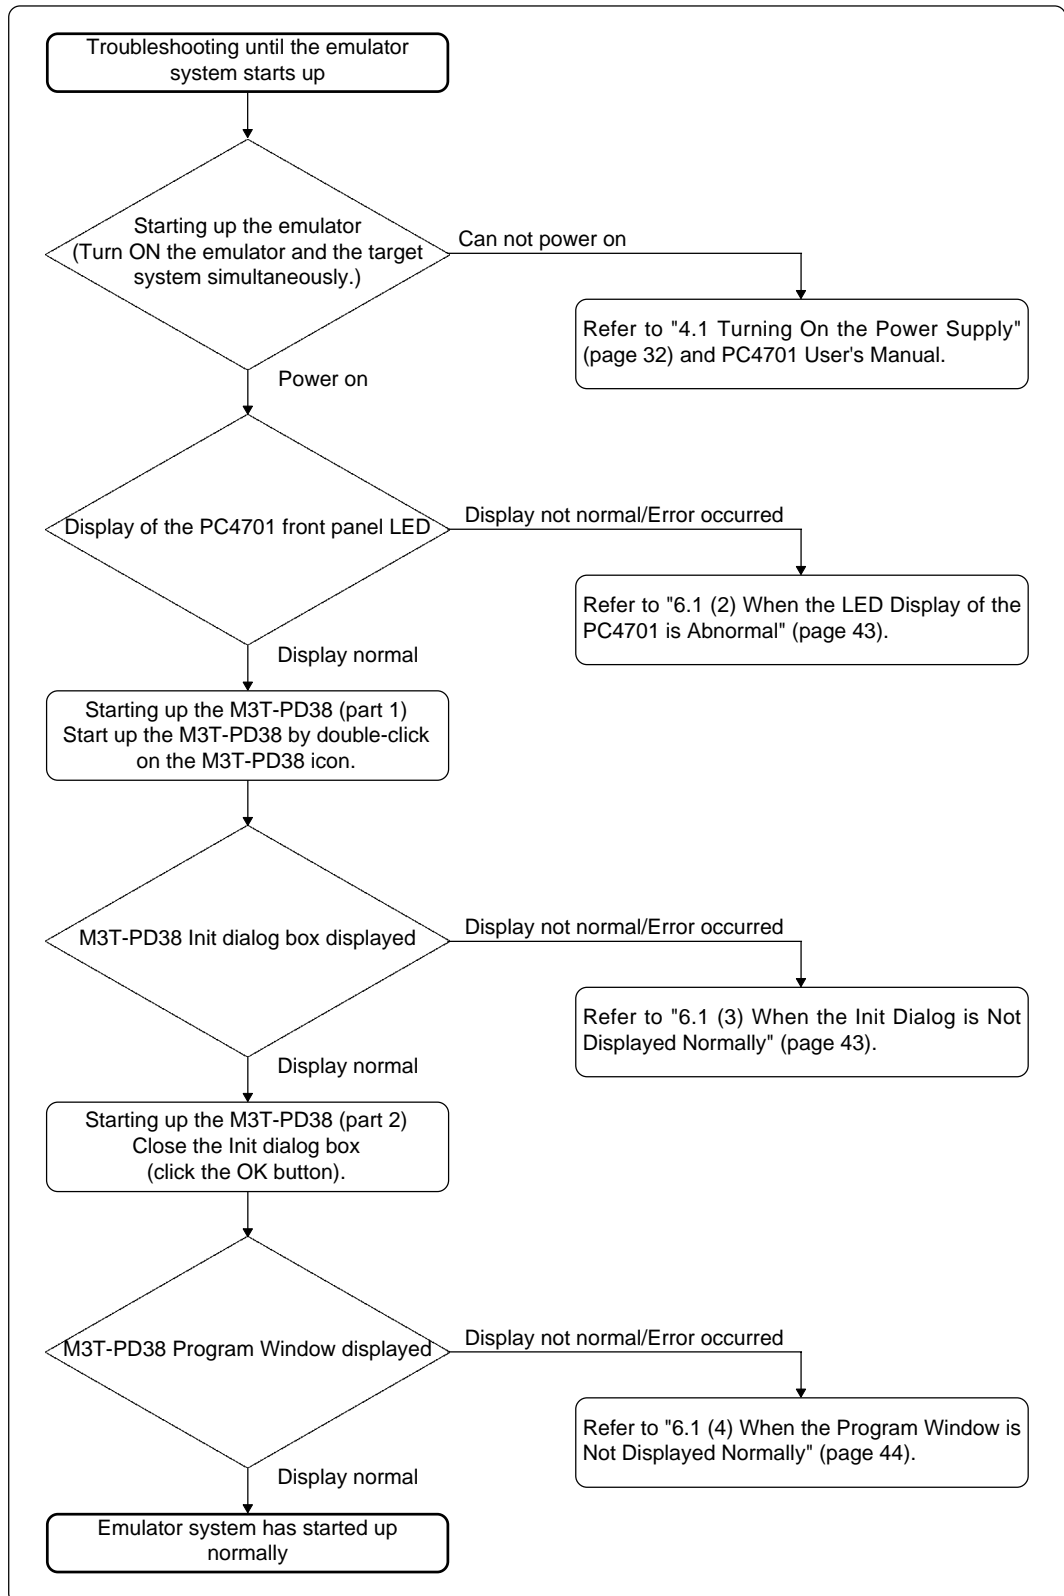 Troubleshooting until the emulator
system starts up
Starting up the emulator
(Turn ON the emulator and the target
system simultaneously.)
Can not power on
Refer to "4.1 Turning On the Power Supply"
(page 32) and PC4701 User's Manual.
Power on
Display of the PC4701 front panel LED
Display not normal/Error occurred
Refer to "6.1 (2) When the LED Display of the
PC4701 is Abnormal" (page 43).
Display normal
Starting up the M3T-PD38 (part 1)
Start up the M3T-PD38 by double-click
on the M3T-PD38 icon.
M3T-PD38 Init dialog box displayed
Display not normal/Error occurred
Refer to "6.1 (3) When the Init Dialog is Not
Displayed Normally" (page 43).
Display normal
Starting up the M3T-PD38 (part 2)
Close the Init dialog box
(click the OK button).
M3T-PD38 Program Window displayed
Display not normal/Error occurred
Refer to "6.1 (4) When the Program Window is
Not Displayed Normally" (page 44).
Display normal
Emulator system has started up
normally